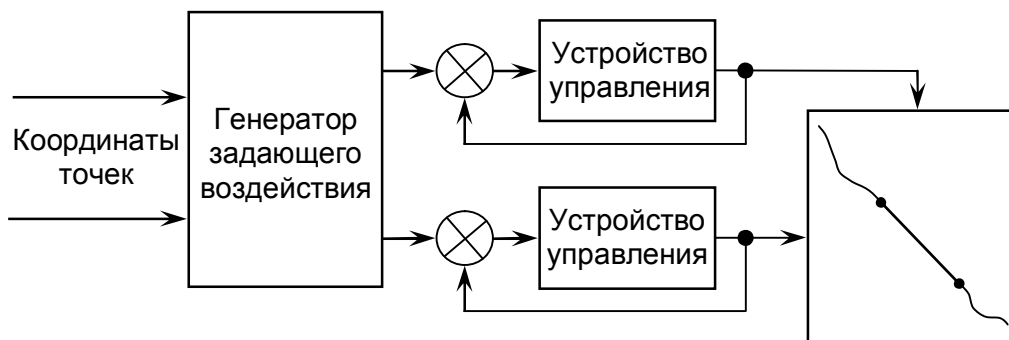 Координаты
точек
Генератор
задающего
воздействия
Устройство
управления
Устройство
управления